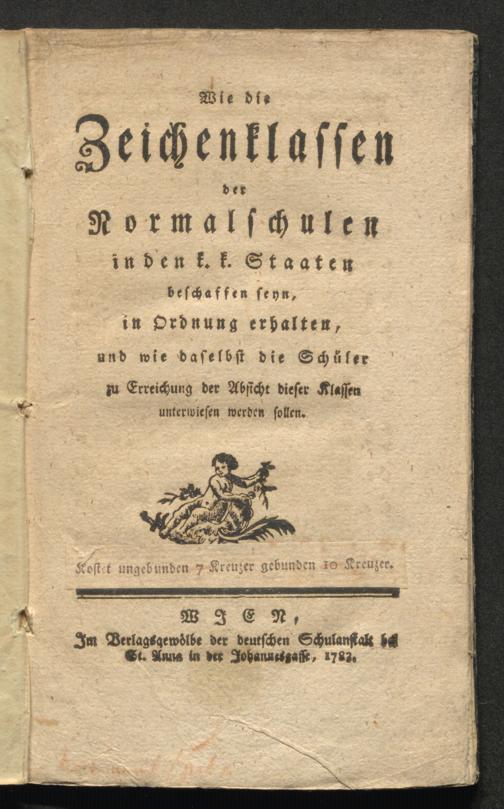 Wie die
Zeichenklassen
der
Normalschulen
in den k. k. Staaten
beschaffen seyn,
in Ordnung erhalten,
und wie daselbst die Schüler
zu Erreichung der Absicht dieser Klassen
unterwiesen werden sollen.
Kostet ungebunden 7 Kreuzer gebunden 10 Kreuzer.
WIEN,
Im Verlagsgewölbe der deutschen Schulanstalt bei
St. Anna in der Johannesgasse, 1783.